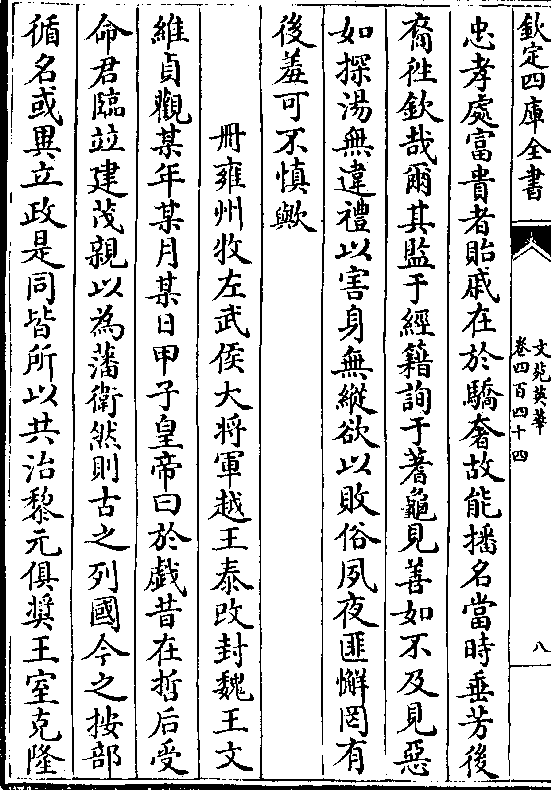 欽定四庫全書
文苑英華
卷四百四十四
八
忠孝處富貴者貽戚在於驕奢故能播名當時垂芳後
裔徃欽哉爾其監于經籍詢于蓍龜見善如不及見惡
如探湯無違禮以害身無縱欲以敗俗夙夜匪懈罔有
後羞可不慎歟
冊雍州牧左武侯大將軍越王泰改封魏王文
維貞觀某年某月某日甲子皇帝曰於戲昔在哲后受
命君臨竝建茂親以為藩衛然則古之列國今之按部
循名或異立政是同皆所以共治黎元俱奬王室克隆